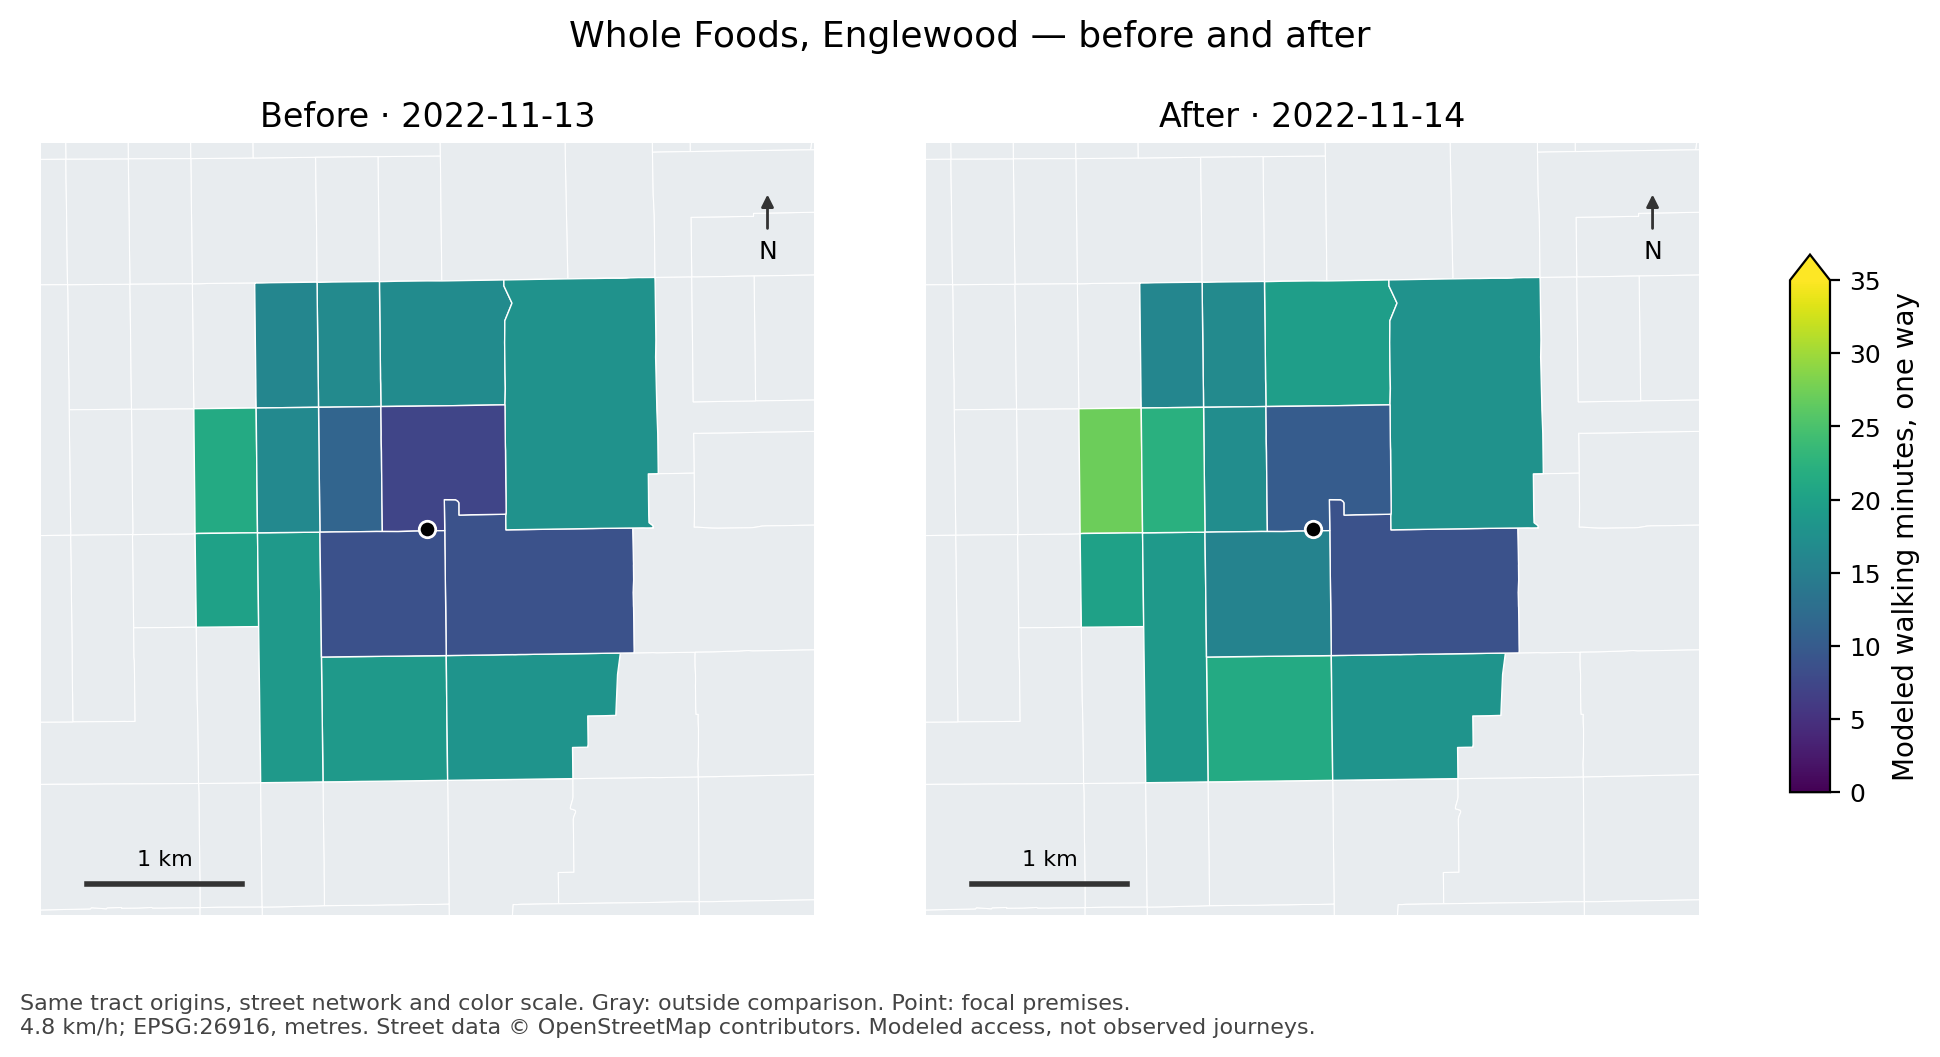 Whole Foods, Englewood — before and after
Before · 2022-11-13
After · 2022-11-14
N
N
1 km
1 km
35
30
25
20
15
10
5
0
Modeled walking minutes, one way
Same tract origins, street network and color scale. Gray: outside comparison. Point: focal premises.
4.8 km/h; EPSG:26916, metres. Street data © OpenStreetMap contributors. Modeled access, not observed journeys.